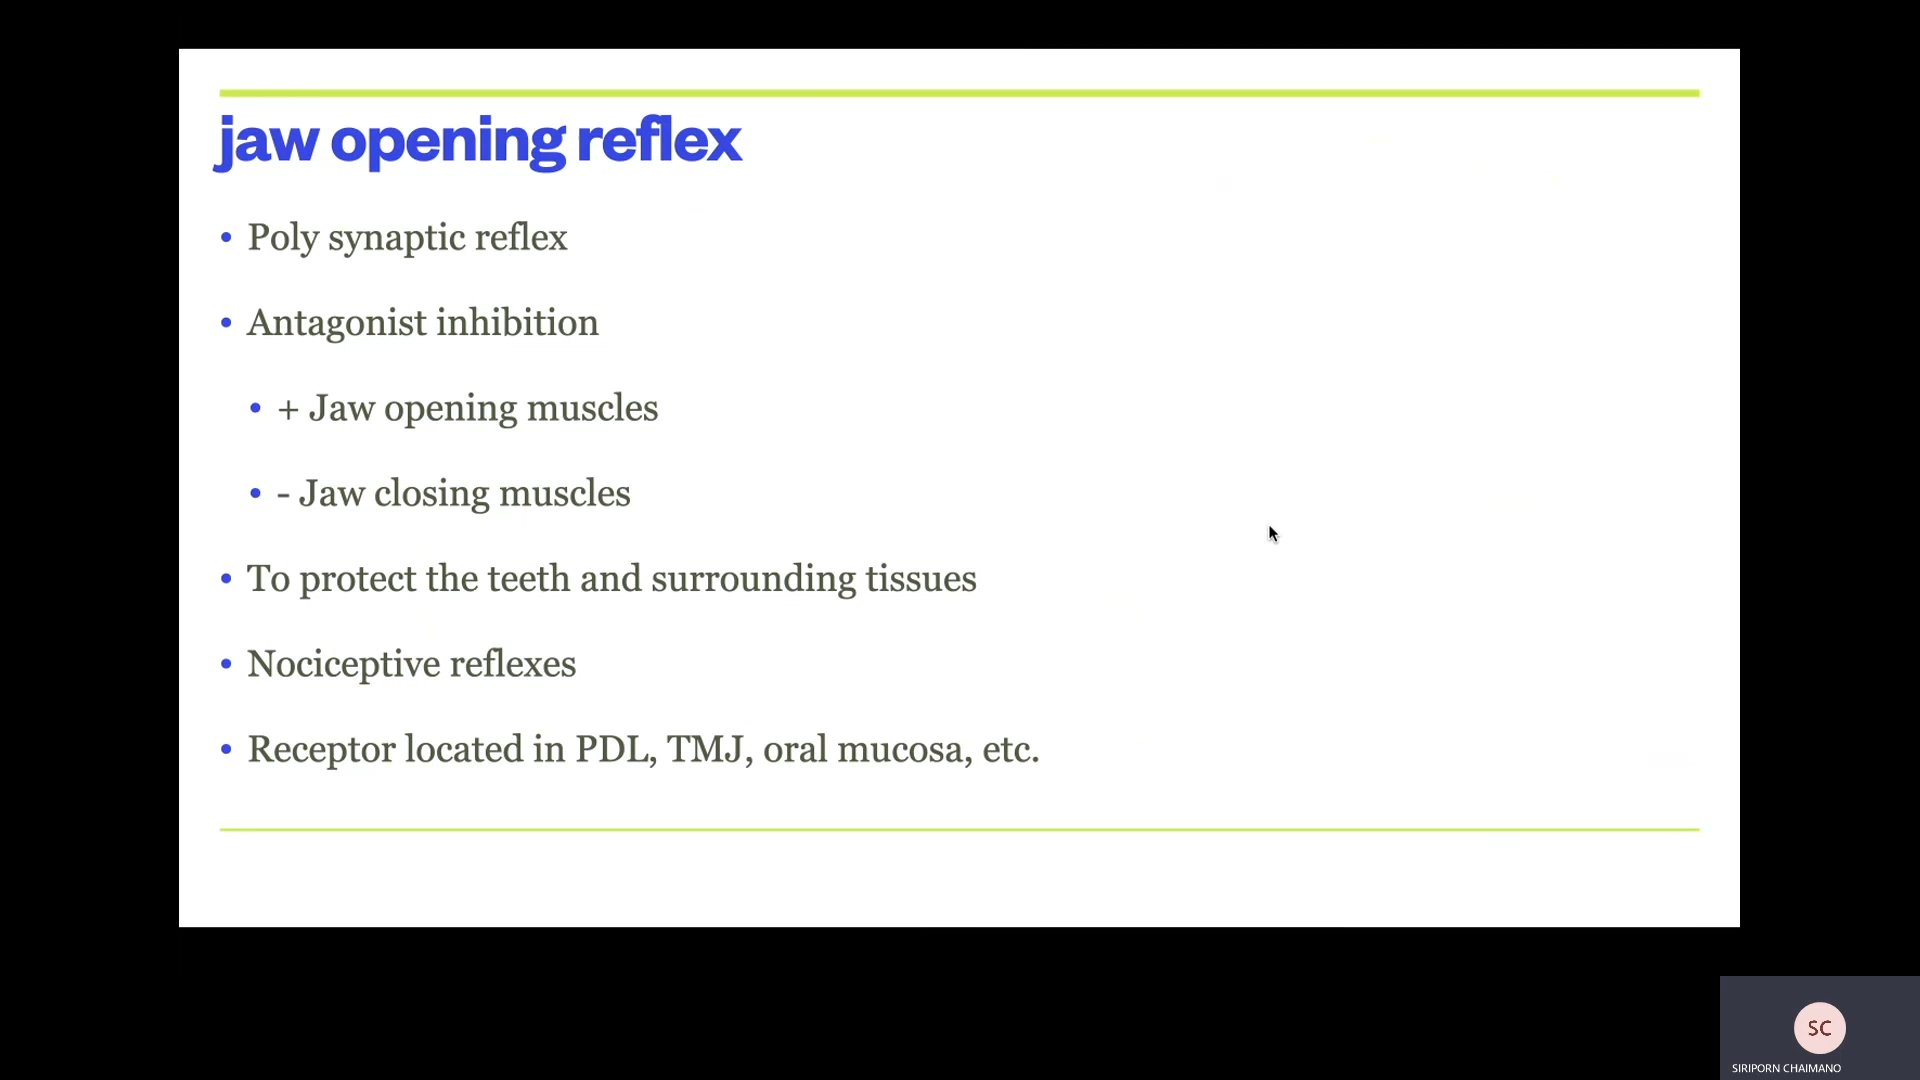 jaw opening reflex
• Poly synaptic reflex
• Antagonist inhibition
• + Jaw opening muscles
• - Jaw closing muscles
• To protect the teeth and surrounding tissues
• Nociceptive reflexes
• Receptor located in PDL, TMJ, oral mucosa, etc.
SC
SIRIPORN CHAIMANO